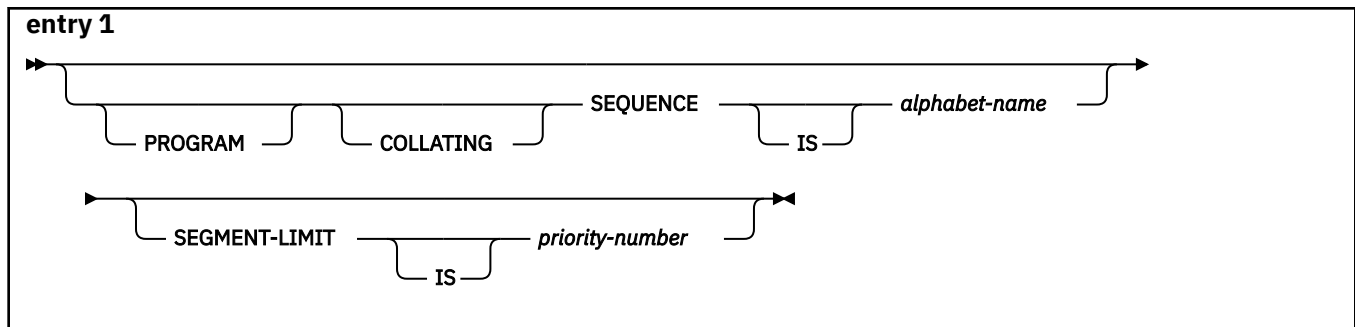 entry 1
SEQUENCE alphabet-name
PROGRAM COLLATING IS
SEGMENT-LIMIT priority-number
IS